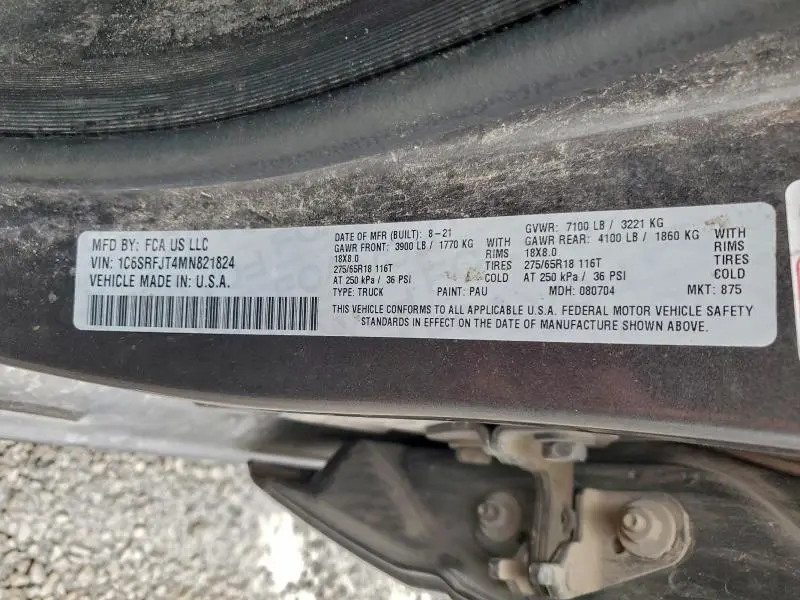 MFD BY: FCA US LLC
VIN: 1C6SRFJT4MN821824
VEHICLE MADE IN: U.S.A.
DATE OF MFR (BUILT): 8-21
GAWR FRONT: 3900 LB / 1770 KG WITH
18X8.0 RIMS
275/65R18 116T TIRES
AT 250 kPa / 36 PSI COLD
TYPE: TRUCK PAINT: PAU
GVWR: 7100 LB / 3221 KG
GAWR REAR: 4100 LB / 1860 KG WITH
18X8.0 RIMS
275/65R18 116T TIRES
AT 250 kPa / 36 PSI COLD
MDH: 080704 MKT: 875
THIS VEHICLE CONFORMS TO ALL APPLICABLE U.S.A. FEDERAL MOTOR VEHICLE SAFETY
STANDARDS IN EFFECT ON THE DATE OF MANUFACTURE SHOWN ABOVE.